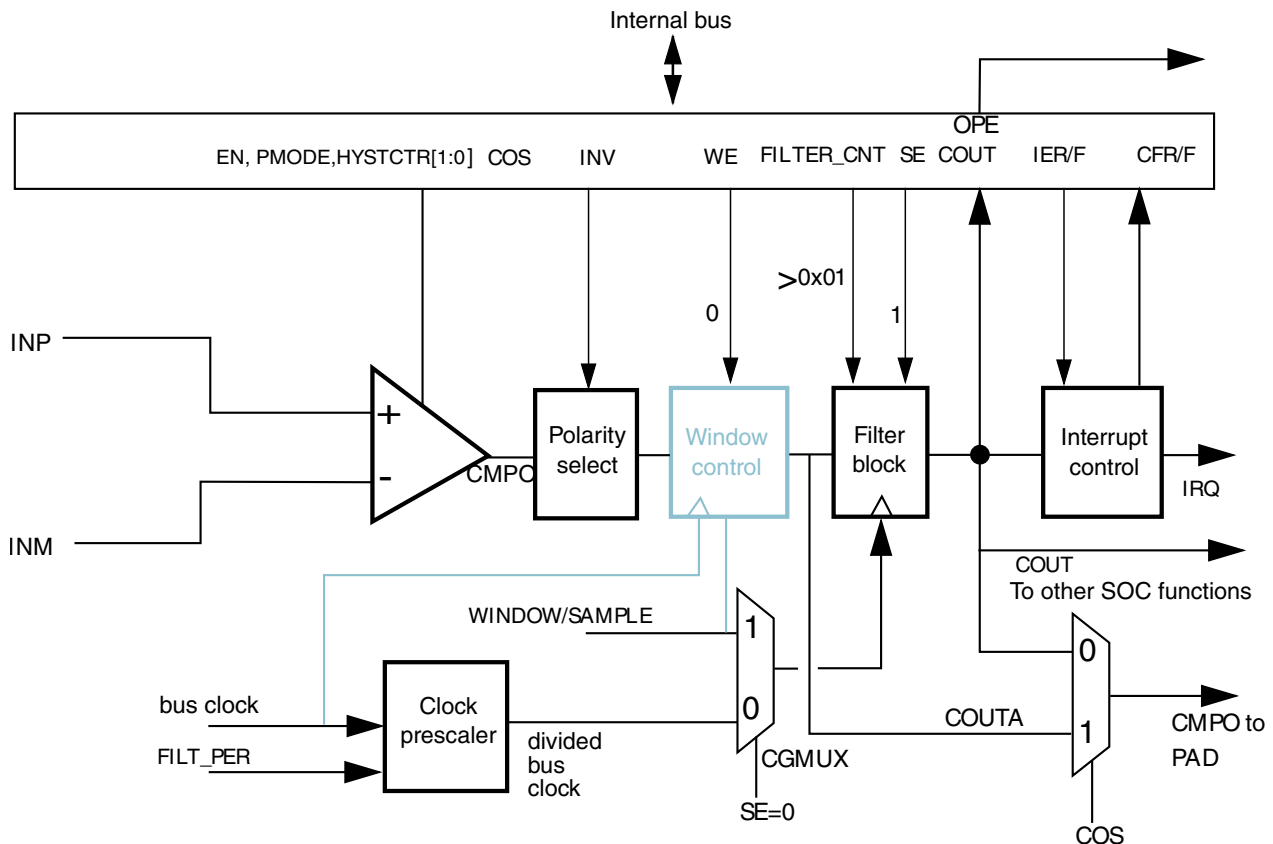 Internal bus
OPE
EN, PMODE,HYSTCTR[1:0] COS INV WE FILTER_CNT SE COUT IER/F CFR/F
>0x01
0
1
INP
+
-
INM
CMPO
Polarity
select
Window
control
Filter
block
Interrupt
control
IRQ
COUT
To other SOC functions
WINDOW/SAMPLE
1
0
bus clock
FILT_PER
Clock
prescaler
divided
bus
clock
CGMUX
SE=0
COUTA
0
1
CMPO to
PAD
COS